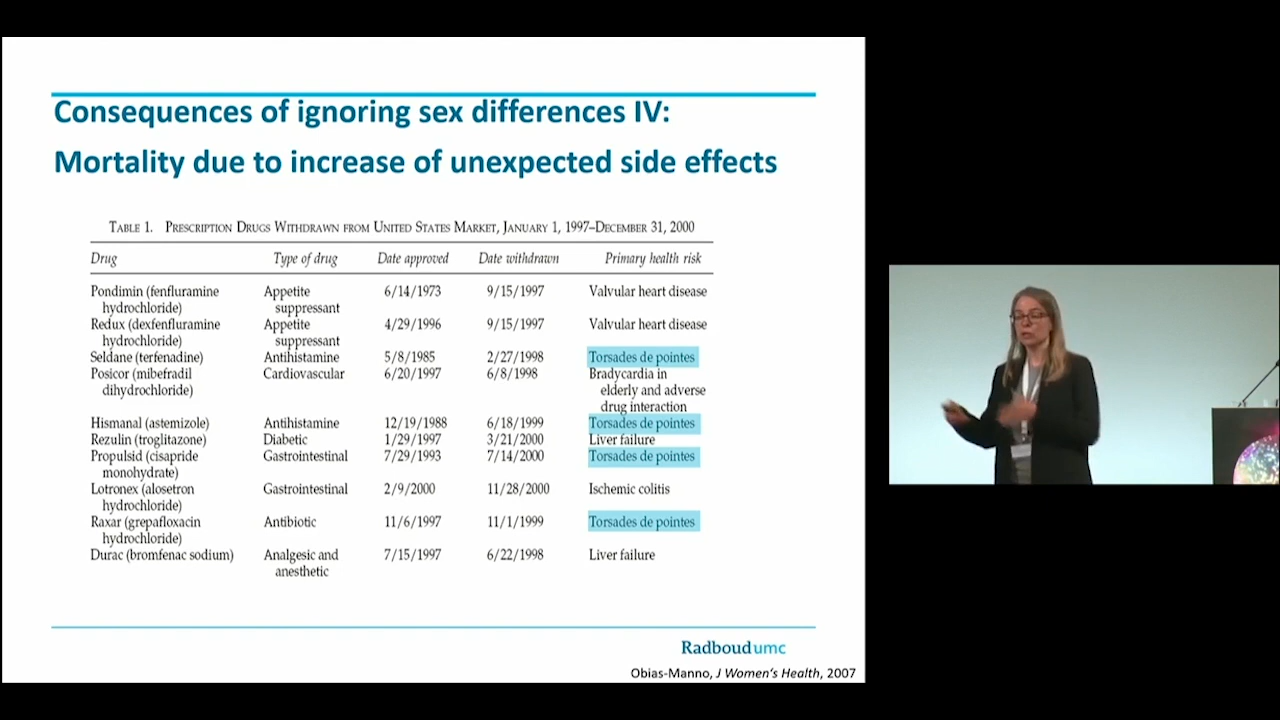 Consequences of ignoring sex differences IV:
Mortality due to increase of unexpected side effects
TABLE 1. PRESCRIPTION DRUGS WITHDRAWN FROM UNITED STATES MARKET, JANUARY 1, 1997–DECEMBER 31, 2000
Drug Type of drug Date approved Date withdrawn Primary health risk
Pondimin (fenfluramine Appetite 6/14/1973 9/15/1997 Valvular heart disease
hydrochloride) suppressant
Redux (dexfenfluramine Appetite 4/29/1996 9/15/1997 Valvular heart disease
hydrochloride) suppressant
Seldane (terfenadine) Antihistamine 5/8/1985 2/27/1998 Torsades de pointes
Posicor (mibefradil Cardiovascular 6/20/1997 6/8/1998 Bradycardia in
dihydrochloride) elderly and adverse
drug interaction
Hismanal (astemizole) Antihistamine 12/19/1988 6/18/1999 Torsades de pointes
Rezulin (troglitazone) Diabetic 1/29/1997 3/21/2000 Liver failure
Propulsid (cisapride Gastrointestinal 7/29/1993 7/14/2000 Torsades de pointes
monohydrate)
Lotronex (alosetron Gastrointestinal 2/9/2000 11/28/2000 Ischemic colitis
hydrochloride)
Raxar (grepafloxacin Antibiotic 11/6/1997 11/1/1999 Torsades de pointes
hydrochloride)
Durac (bromfenac sodium) Analgesic and 7/15/1997 6/22/1998 Liver failure
anesthetic
Radboudumc
Obias-Manno, J Women's Health, 2007